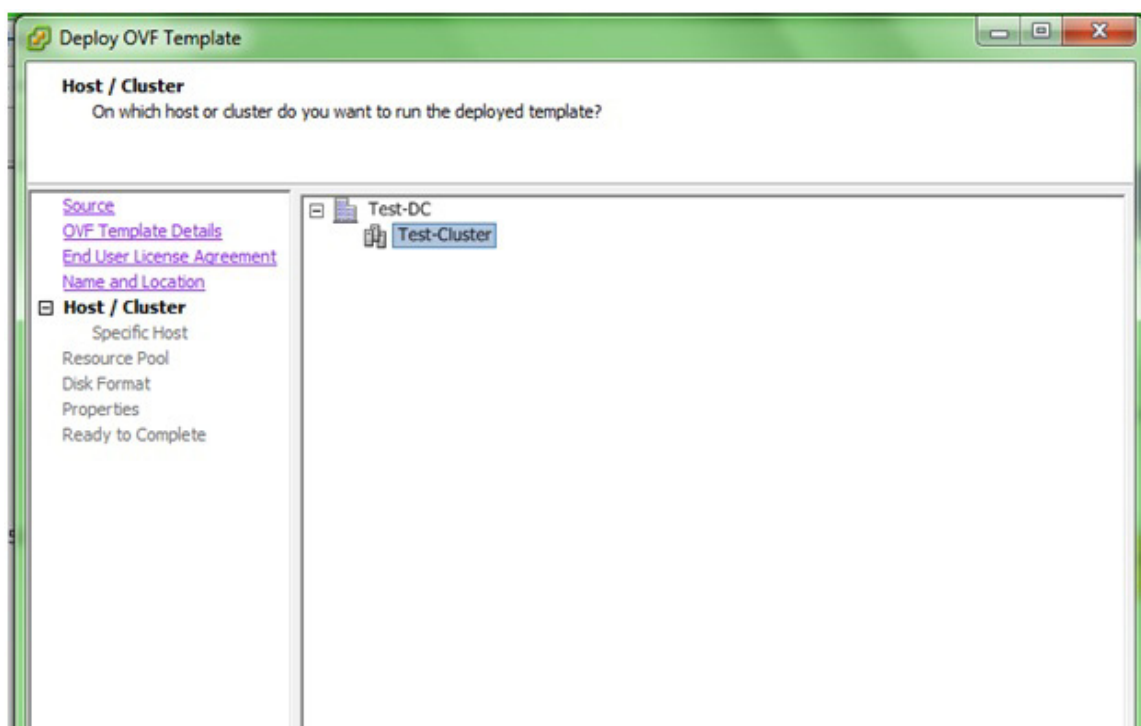 Deploy OVF Template
Host / Cluster
On which host or cluster do you want to run the deployed template?
Source
OVF Template Details
End User License Agreement
Name and Location
Host / Cluster
Specific Host
Resource Pool
Disk Format
Properties
Ready to Complete
Test-DC
Test-Cluster